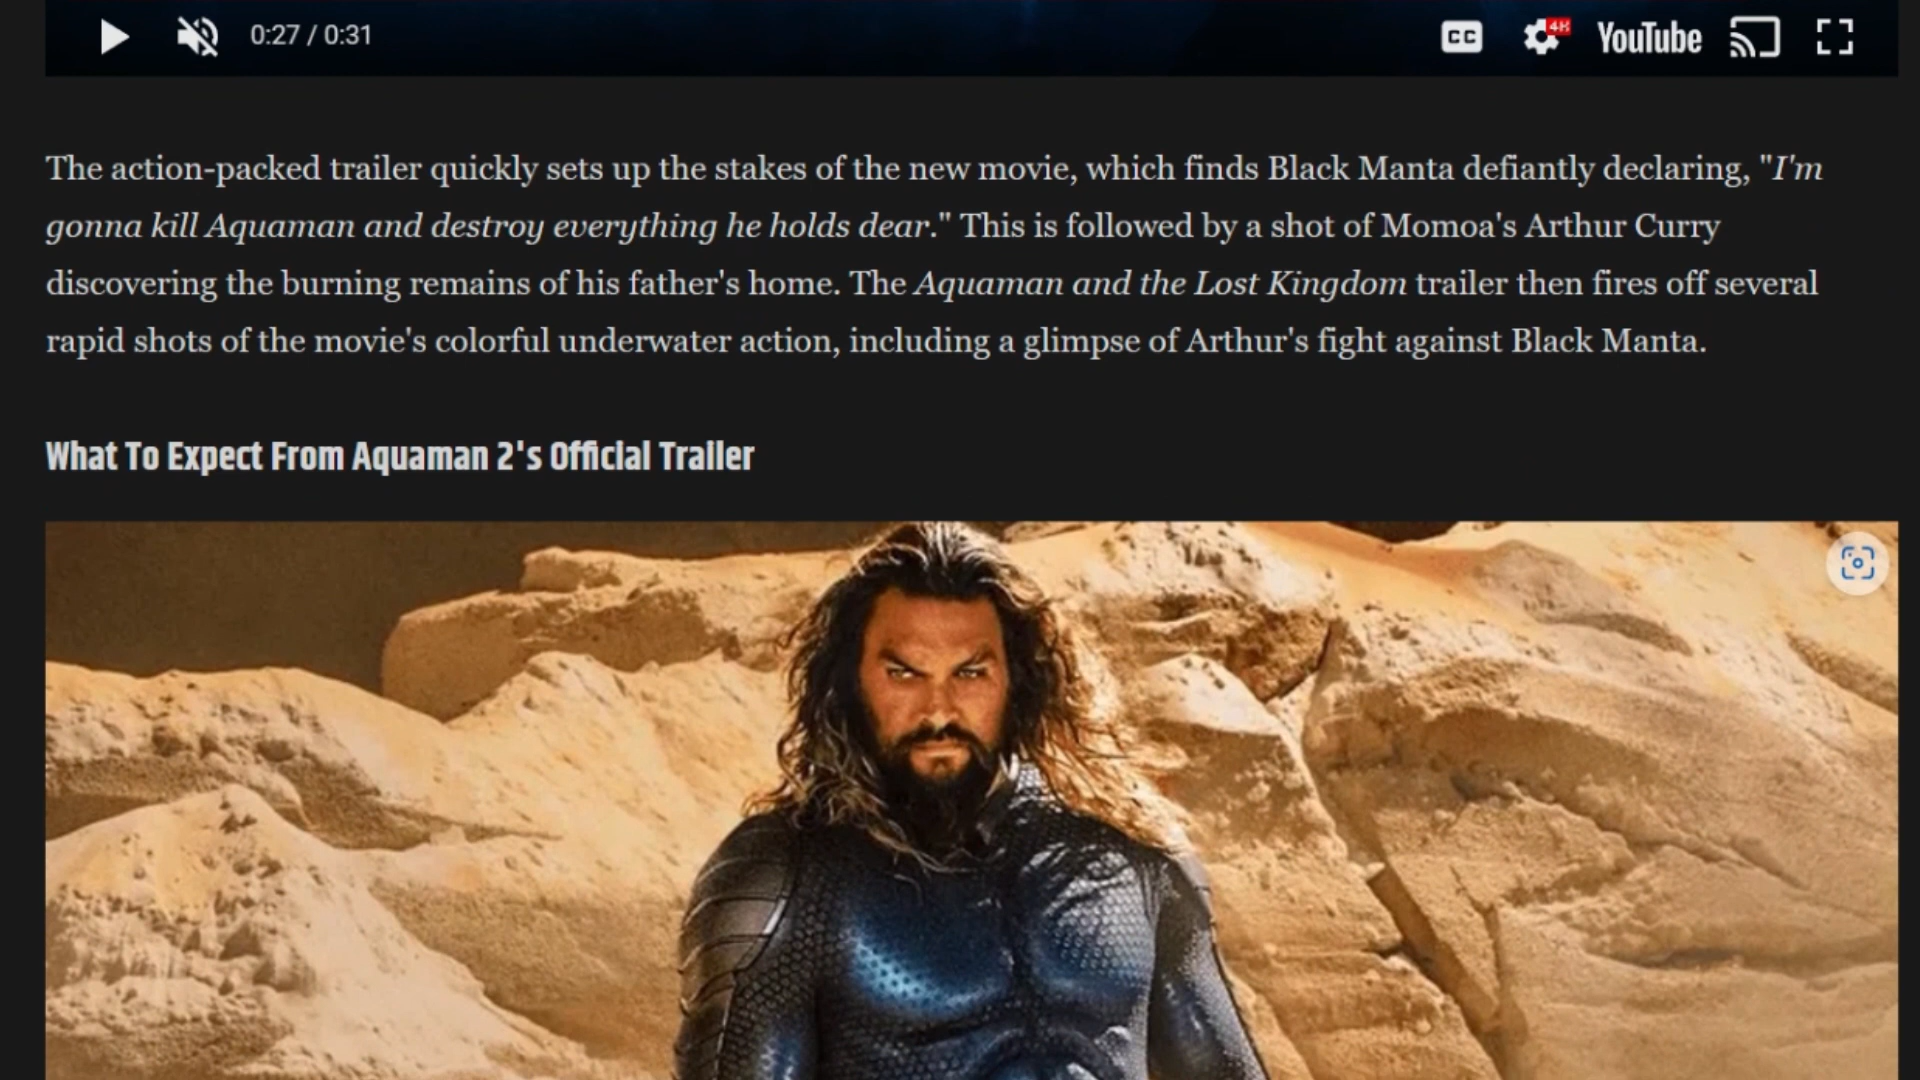 0:27 / 0:31
CC
4K
YouTube
The action-packed trailer quickly sets up the stakes of the new movie, which finds Black Manta defiantly declaring, "I'm
gonna kill Aquaman and destroy everything he holds dear." This is followed by a shot of Momoa's Arthur Curry
discovering the burning remains of his father's home. The Aquaman and the Lost Kingdom trailer then fires off several
rapid shots of the movie's colorful underwater action, including a glimpse of Arthur's fight against Black Manta.
What To Expect From Aquaman 2's Official Trailer